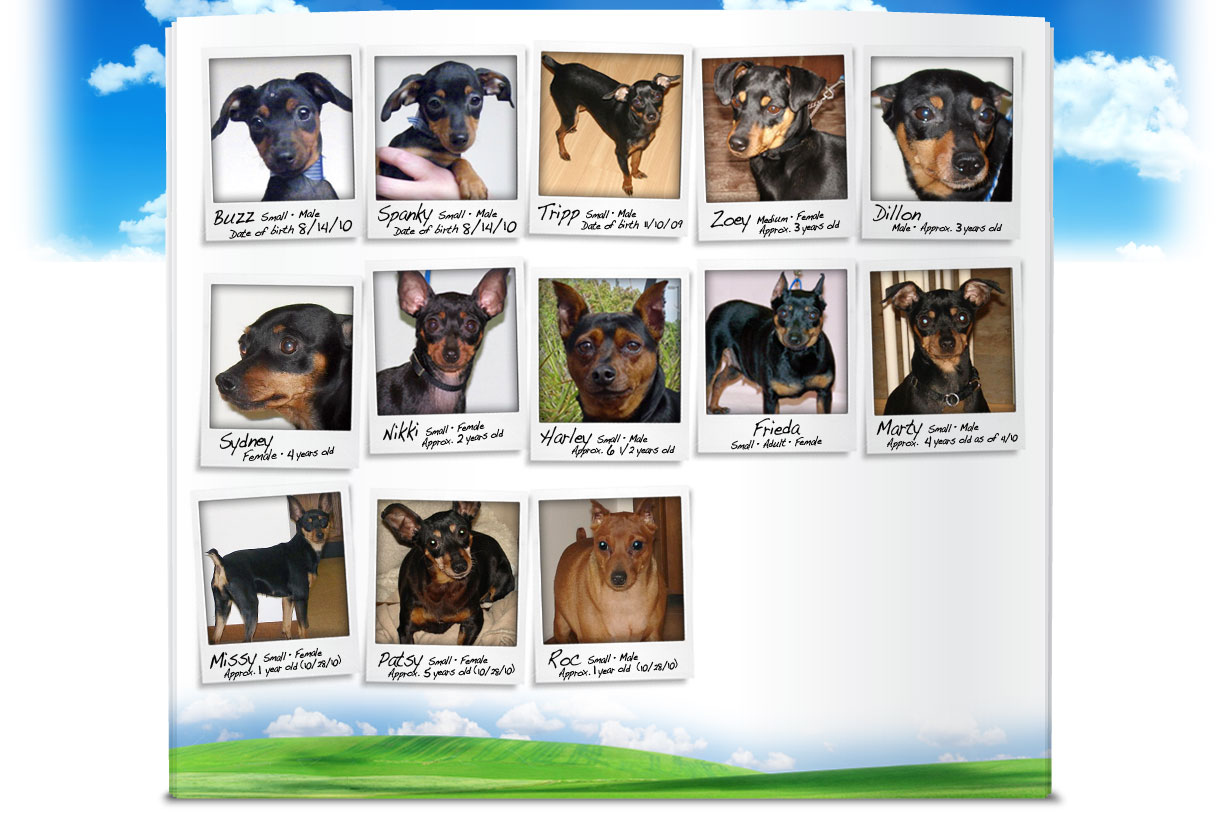 Buzz Small • Male
Date of birth 8/14/10
Spanky Small • Male
Date of birth 8/14/10
Tripp Small • Male
Date of birth 11/10/09
Zoey Medium • Female
Approx. 3 years old
Dillon
Male • Approx. 3 years old
Sydney
Female • 4 years old
Nikki Small • Female
Approx. 2 years old
Harley Small • Male
Approx. 6 1/2 years old
Frieda
Small • Adult • Female
Marty Small • Male
Approx. 4 years old as of 4/10
Missy Small • Female
Approx. 1 year old (10/28/10)
Patsy Small • Female
Approx. 5 years old (10/28/10)
Roc Small • Male
Approx. 1 year old (10/28/10)